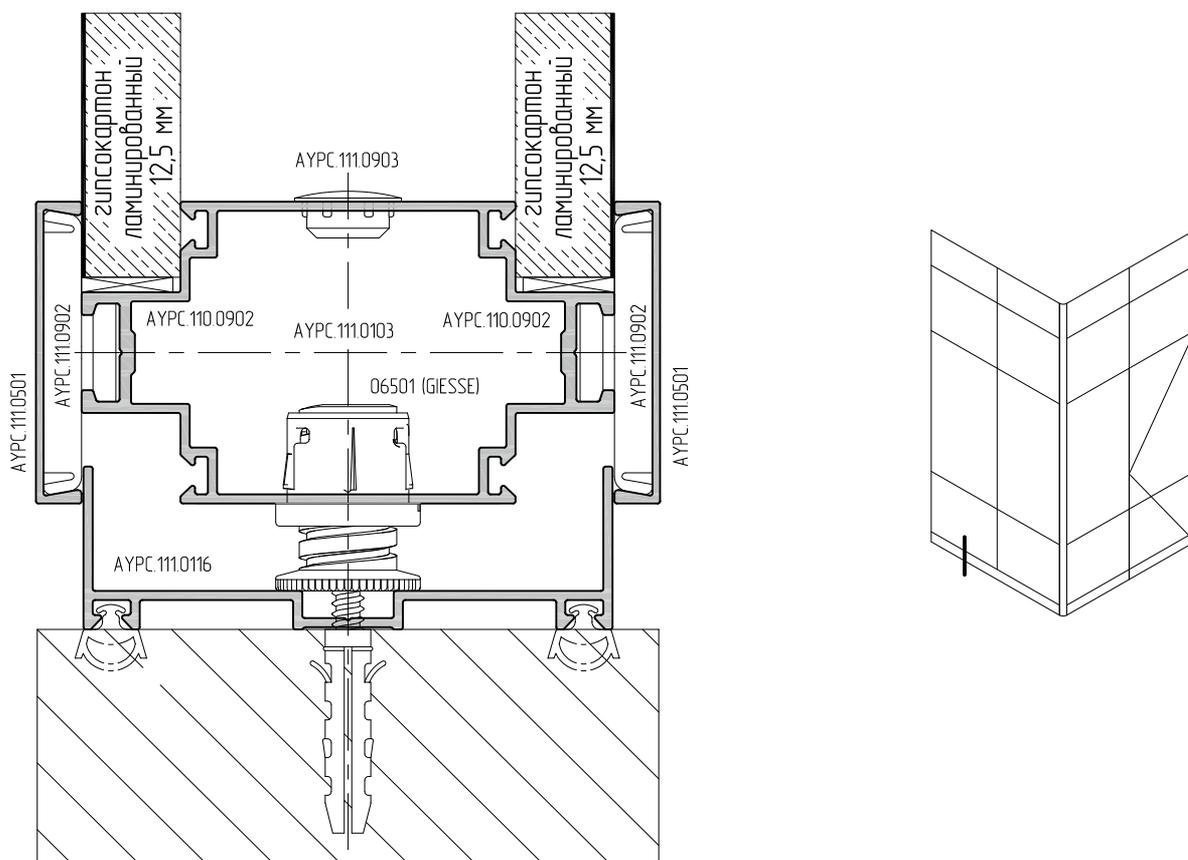 гипсокартон
ламинированный
12,5 мм
гипсокартон
ламинированный
12,5 мм
AYPC.111.0903
AYPC.110.0902
AYPC.111.0103
AYPC.110.0902
AYPC.111.0902
AYPC.111.0902
AYPC.111.0501
AYPC.111.0501
06501 (GIESSE)
AYPC.111.0116